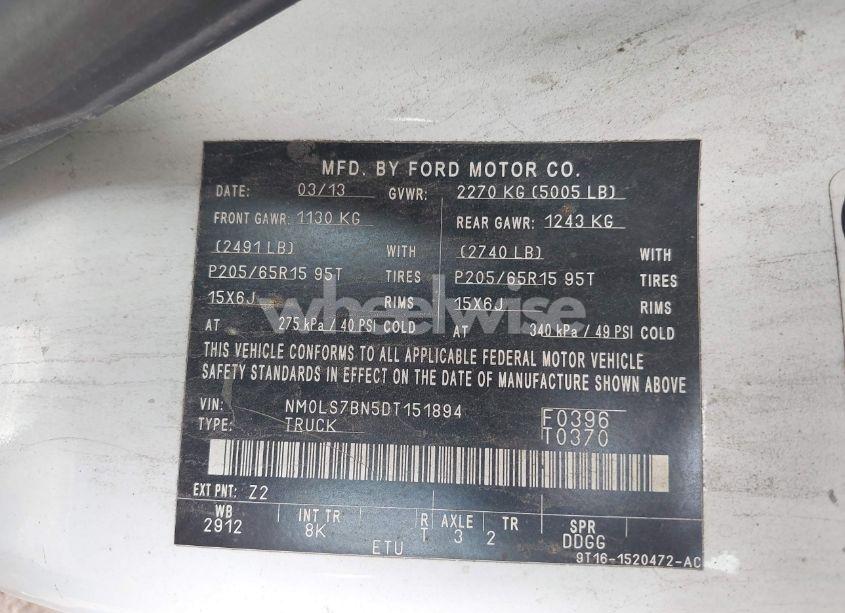 MFD. BY FORD MOTOR CO.
DATE: 03/13 GVWR: 2270 KG (5005 LB)
FRONT GAWR: 1130 KG REAR GAWR: 1243 KG
(2491 LB) WITH (2740 LB) WITH
P205/65R15 95T TIRES P205/65R15 95T TIRES
15X6J RIMS 15X6J RIMS
wheelwise
AT 275 kPa / 40 PSI COLD AT 340 kPa / 49 PSI COLD
THIS VEHICLE CONFORMS TO ALL APPLICABLE FEDERAL MOTOR VEHICLE
SAFETY STANDARDS IN EFFECT ON THE DATE OF MANUFACTURE SHOWN ABOVE
VIN: NM0LS7BN5DT151894 F0396
TYPE: TRUCK T0370
EXT PNT: Z2
WB INT TR R AXLE TR SPR
2912 8K T 3 2 DDGG
ETU 9T16-1520472-AC